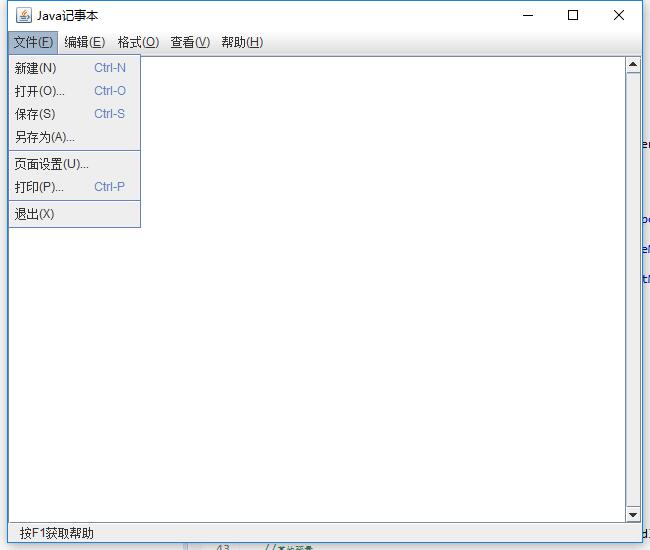 Java记事本
文件(F) 编辑(E) 格式(O) 查看(V) 帮助(H)
新建(N) Ctrl-N
打开(O)... Ctrl-O
保存(S) Ctrl-S
另存为(A)...
页面设置(U)...
打印(P)... Ctrl-P
退出(X)
按F1获取帮助
43